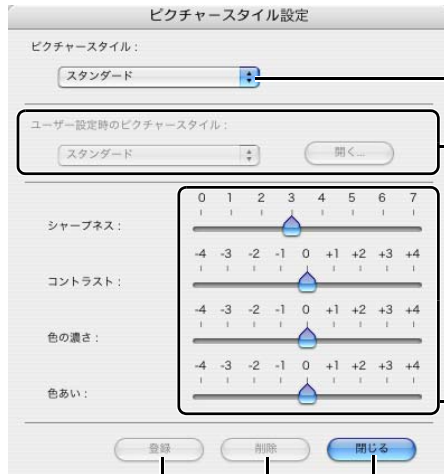 ピクチャースタイル設定
ピクチャースタイル :
スタンダード
ユーザー設定時のピクチャースタイル :
スタンダード 開く...
0 1 2 3 4 5 6 7
シャープネス :
-4 -3 -2 -1 0 +1 +2 +3 +4
コントラスト :
-4 -3 -2 -1 0 +1 +2 +3 +4
色の濃さ :
-4 -3 -2 -1 0 +1 +2 +3 +4
色あい :
登録 削除 閉じる